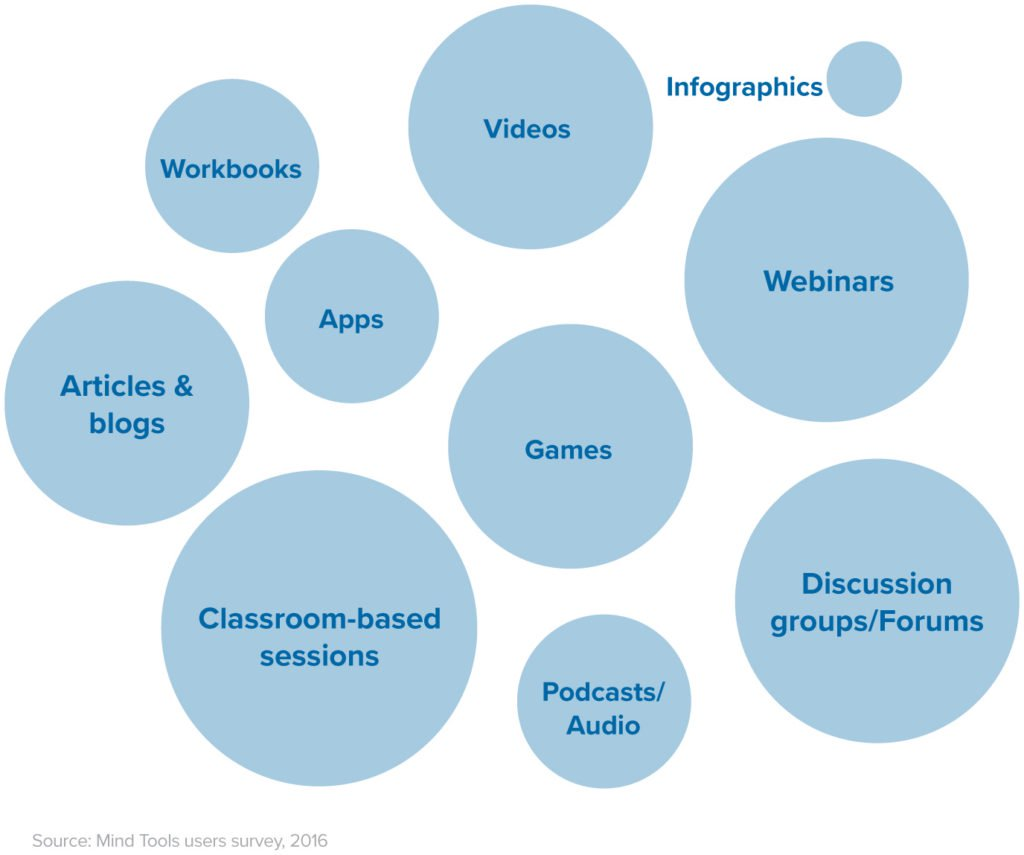 Infographics
Videos
Workbooks
Webinars
Apps
Articles &
blogs
Games
Discussion
groups/Forums
Classroom-based
sessions
Podcasts/
Audio
Source: Mind Tools users survey, 2016